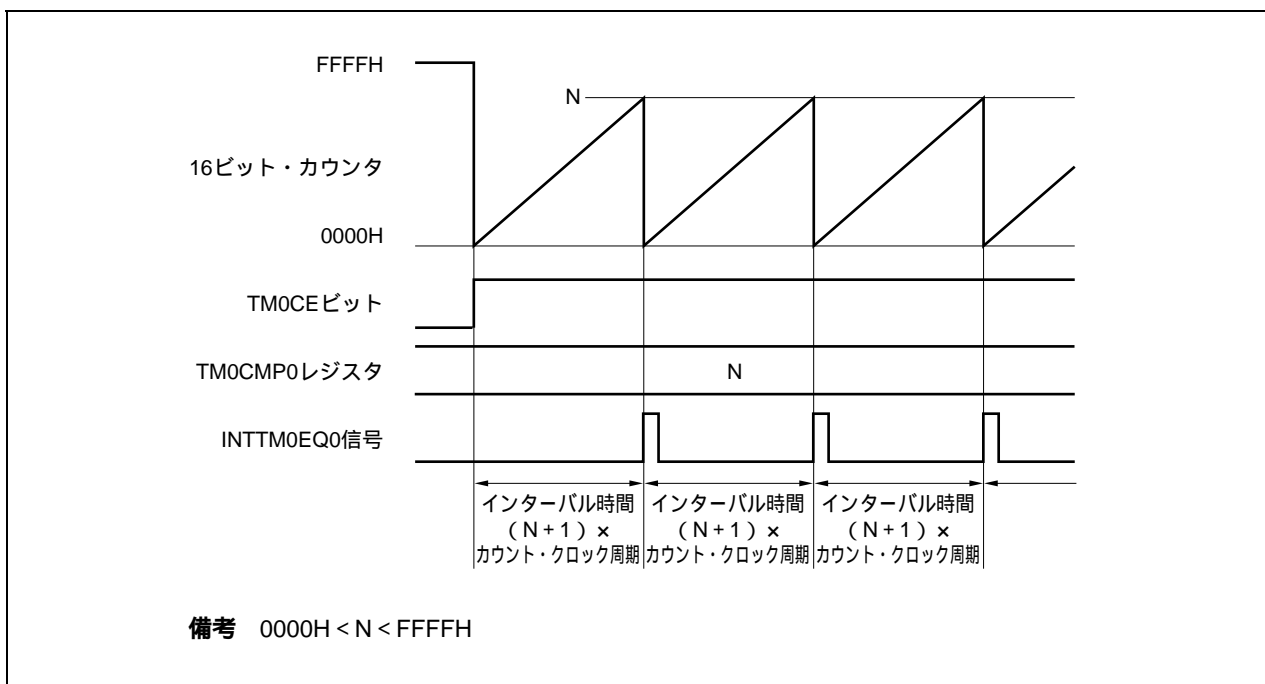 FFFFH
N
16ビット・カウンタ
0000H
TM0CEビット
TM0CMP0レジスタ
N
INTTM0EQ0信号
インターバル時間
（N+1）×
カウント・クロック周期
インターバル時間
（N+1）×
カウント・クロック周期
インターバル時間
（N+1）×
カウント・クロック周期
備考 0000H<N<FFFFH